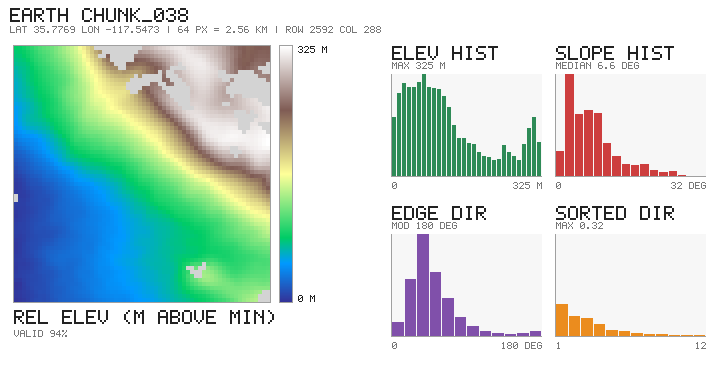 EARTH CHUNK_038
LAT 35.7769 LON -117.5473 | 64 PX = 2.56 KM | ROW 2592 COL 288
325 M
0 M
REL ELEV (M ABOVE MIN)
VALID 94%
ELEV HIST
MAX 325 M
0 325 M
SLOPE HIST
MEDIAN 6.6 DEG
0 32 DEG
EDGE DIR
MOD 180 DEG
0 180 DEG
SORTED DIR
MAX 0.32
1 12